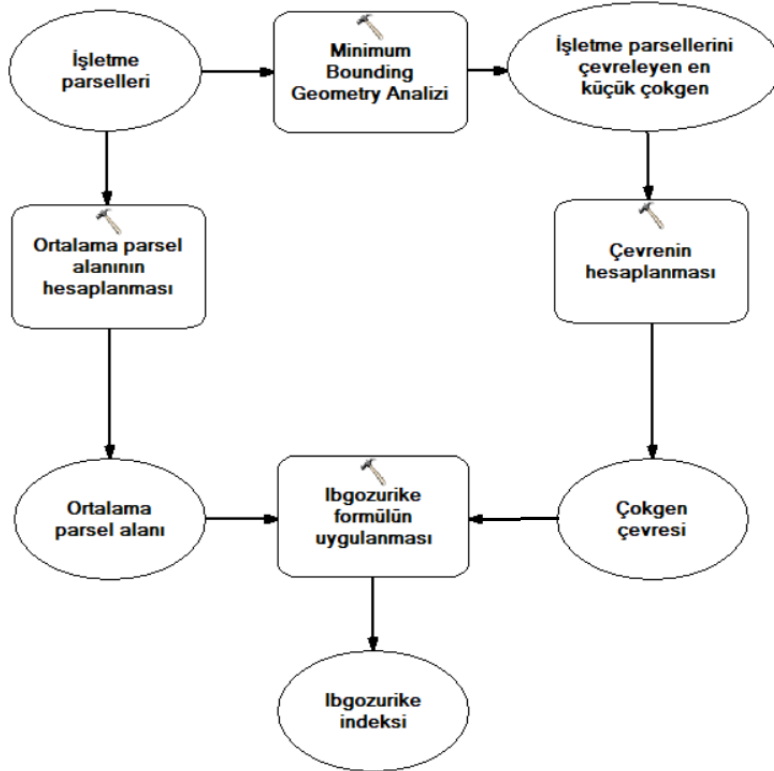 İşletme
parselleri
Minimum
Bounding
Geometry Analizi
İşletme parsellerini
çevreleyen en
küçük çokgen
Ortalama parsel
alanının
hesaplanması
Çevrenin
hesaplanması
Ortalama
parsel alanı
Ibgozurike
formülün
uygulanması
Çokgen
çevresi
Ibgozurike
indeksi